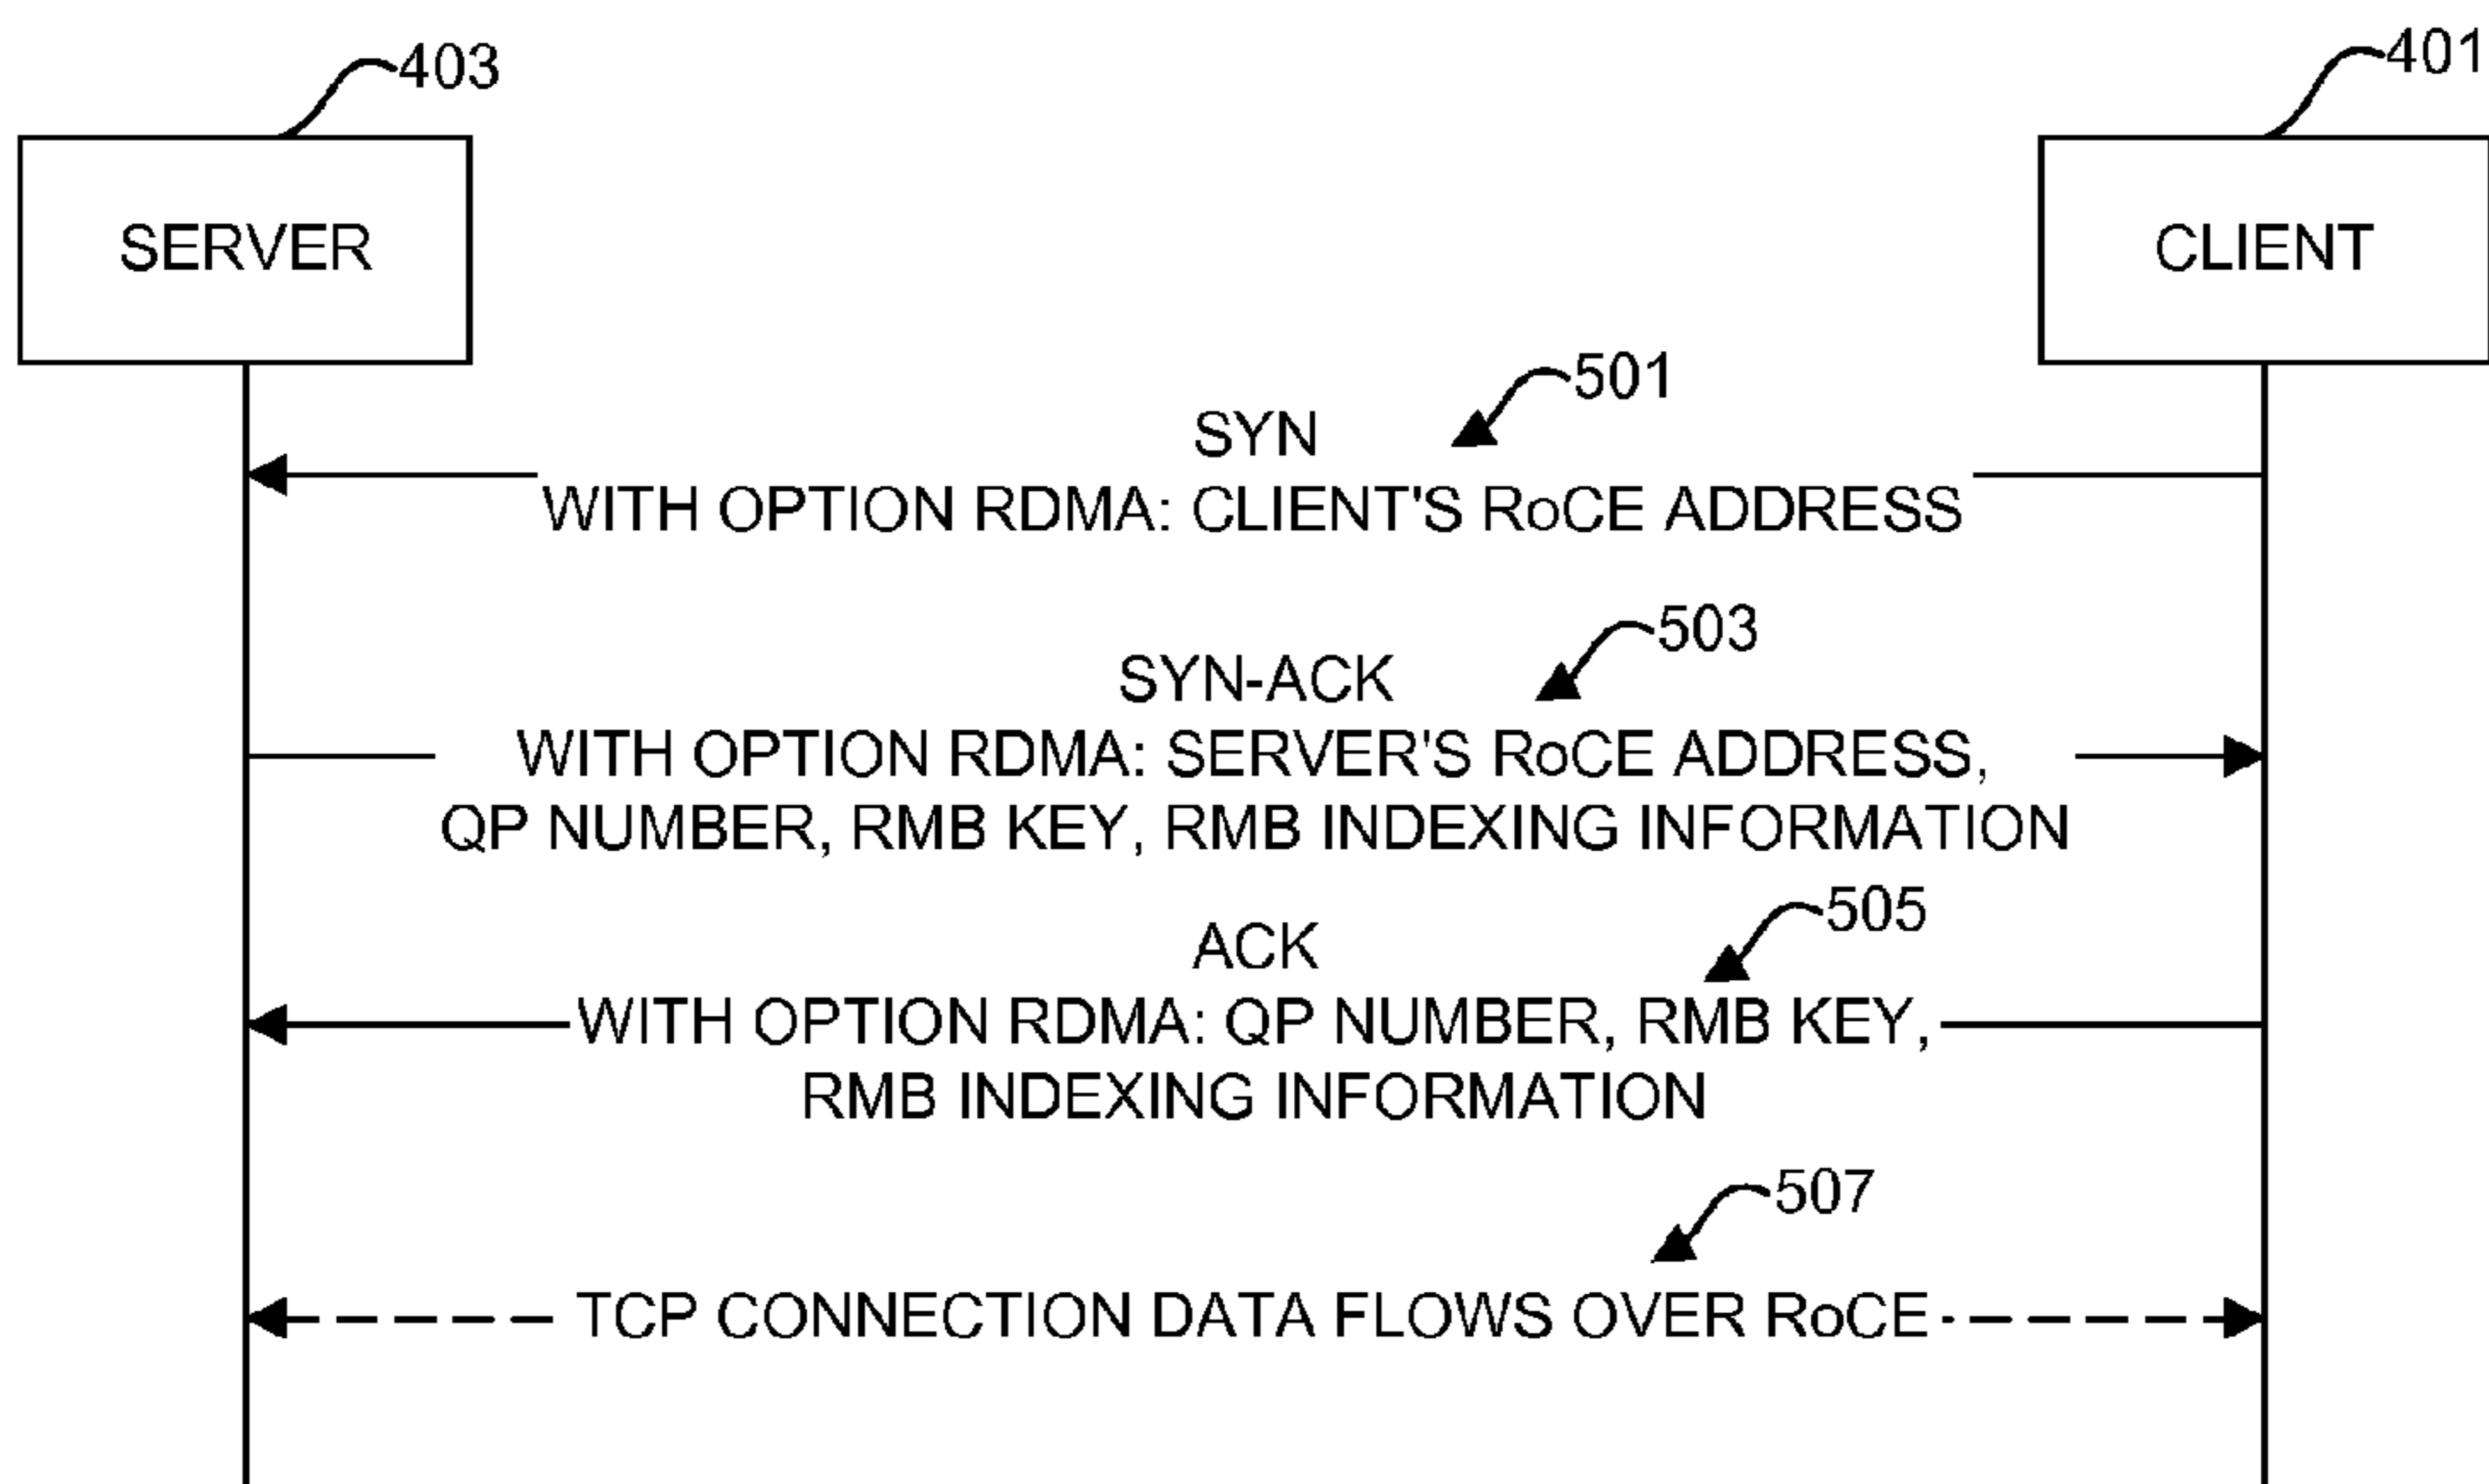 403
401
SERVER
CLIENT
501
SYN
WITH OPTION RDMA: CLIENT'S RoCE ADDRESS
503
SYN-ACK
WITH OPTION RDMA: SERVER'S RoCE ADDRESS,
QP NUMBER, RMB KEY, RMB INDEXING INFORMATION
505
ACK
WITH OPTION RDMA: QP NUMBER, RMB KEY,
RMB INDEXING INFORMATION
507
TCP CONNECTION DATA FLOWS OVER RoCE